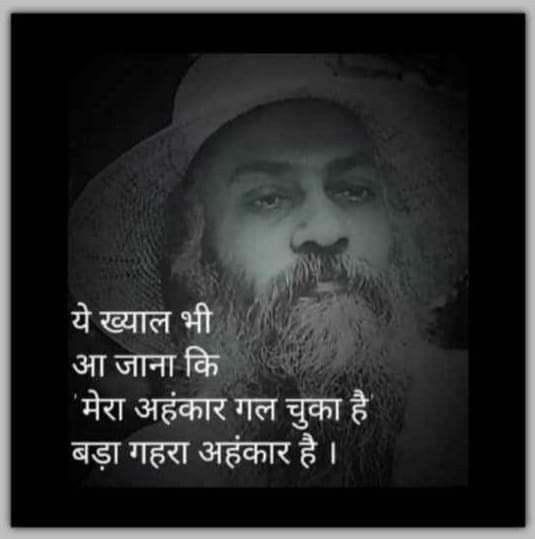 ये ख्याल भी
आ जाना कि
'मेरा अहंकार गल चुका है
बड़ा गहरा अहंकार है ।